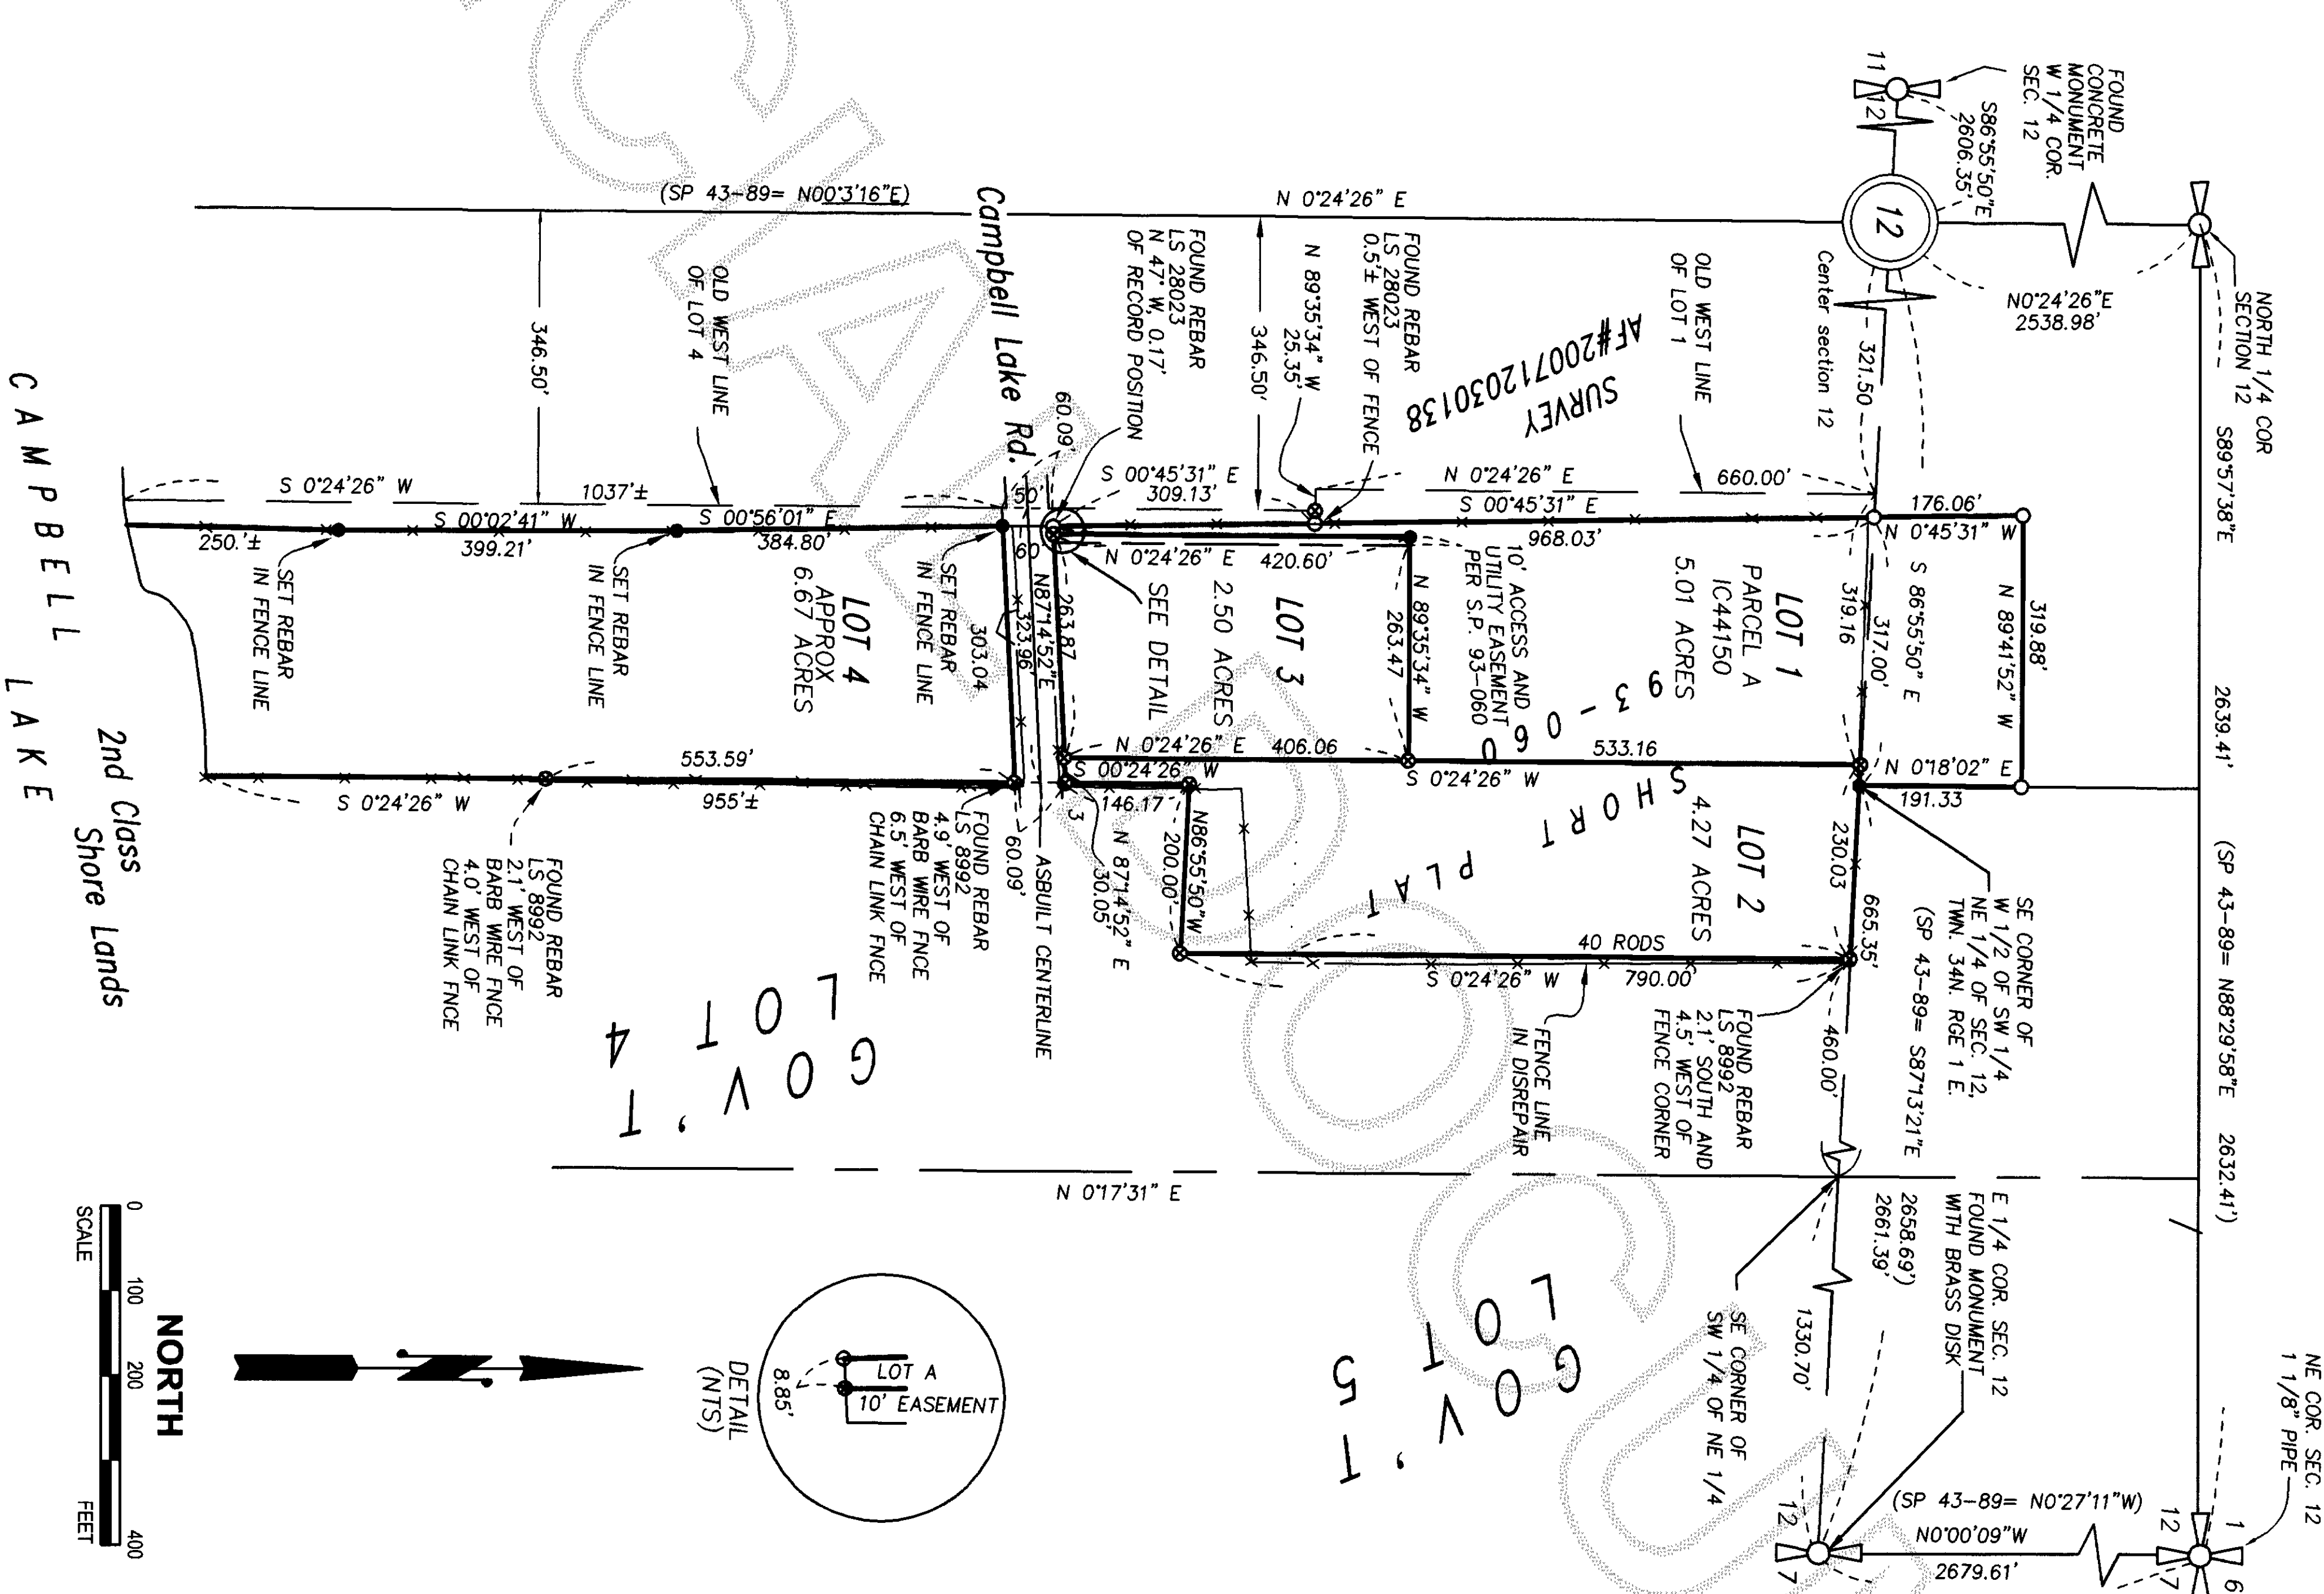 FOUND
CONCRETE
MONUMENT
W 1/4 COR.
SEC. 12
11
12
S86°55'50"E
2606.35'
12
Center section 12
NORTH 1/4 COR
SECTION 12
N0°24'26"E
2538.98'
S89°57'38"E
2639.41'
(SP 43-89= N88°29'58"E
2632.41')
NE COR. SEC. 12
1 1/8" PIPE
1
6
12
7
(SP 43-89= N0°27'11"W)
N0°00'09"W
2679.61'
12
7
E 1/4 COR. SEC. 12
FOUND MONUMENT
WITH BRASS DISK
2658.69')
2661.39'
1330.70'
SE CORNER OF
SW 1/4 OF NE 1/4
SE CORNER OF
W 1/2 OF SW 1/4
NE 1/4 OF SEC. 12,
TWN. 34N. RGE 1 E.
(SP 43-89= S87°13'21"E
460.00'
665.35'
230.03
321.50
176.06'
N 0°45'31" W
N 89°41'52" W
319.88'
N 0°18'02" E
191.33
S 86°55'50" E
317.00'
319.16
LOT 1
PARCEL A
IC44150
5.01 ACRES
OLD WEST LINE
OF LOT 1
SURVEY
AF#200712030138
660.00'
N 0°24'26" E
S 00°45'31" E
968.03'
N 0°24'26" E
(SP 43-89= N00°3'16"E)
FOUND REBAR
LS 28023
0.5'± WEST OF FENCE
N 89°35'34" W
25.35'
346.50'
FOUND REBAR
LS 28023
N 47° W, 0.17'
OF RECORD POSITION
S 00°45'31" E
309.13'
60.09'
10' ACCESS AND
UTILITY EASEMENT
PER S.P. 93-060
N 89°35'34" W
263.47
533.16
S 0°24'26" W
LOT 2
4.27 ACRES
SHORT PLAT
93-060
LOT 3
2.50 ACRES
SEE DETAIL
N 0°24'26" E 420.60'
N 0°24'26" E 406.06
S 00°24'26" W
146.17
N86°55'50"W
200.00'
N 87°14'52" E
30.05'
3
263.87
N87°14'52"E
323.96'
303.04
50'
60'
Campbell Lake Rd.
ASBUILT CENTERLINE
60.09'
40 RODS
S 0°24'26" W 790.00'
FENCE LINE
IN DISREPAIR
FOUND REBAR
LS 8992
2.1' SOUTH AND
4.5' WEST OF
FENCE CORNER
FOUND REBAR
LS 8992
4.9' WEST OF
BARB WIRE FNCE
6.5' WEST OF
CHAIN LINK FNCE
FOUND REBAR
LS 8992
2.1' WEST OF
BARB WIRE FNCE
4.0' WEST OF
CHAIN LINK FNCE
LOT 4
APPROX
6.67 ACRES
SET REBAR
IN FENCE LINE
SET REBAR
IN FENCE LINE
SET REBAR
IN FENCE LINE
OLD WEST LINE
OF LOT 4
346.50'
S 0°24'26" W
1037'±
S 00°56'01" E
384.80'
S 00°02'41" W
399.21'
250.'±
553.59'
955'±
S 0°24'26" W
CAMPBELL LAKE
2nd Class
Shore Lands
GOV'T
LOT 4
GOV'T
LOT 5
N 0°17'31" E
LOT A
10' EASEMENT
8.85'
DETAIL
(NTS)
NORTH
0 100 200 400
SCALE FEET